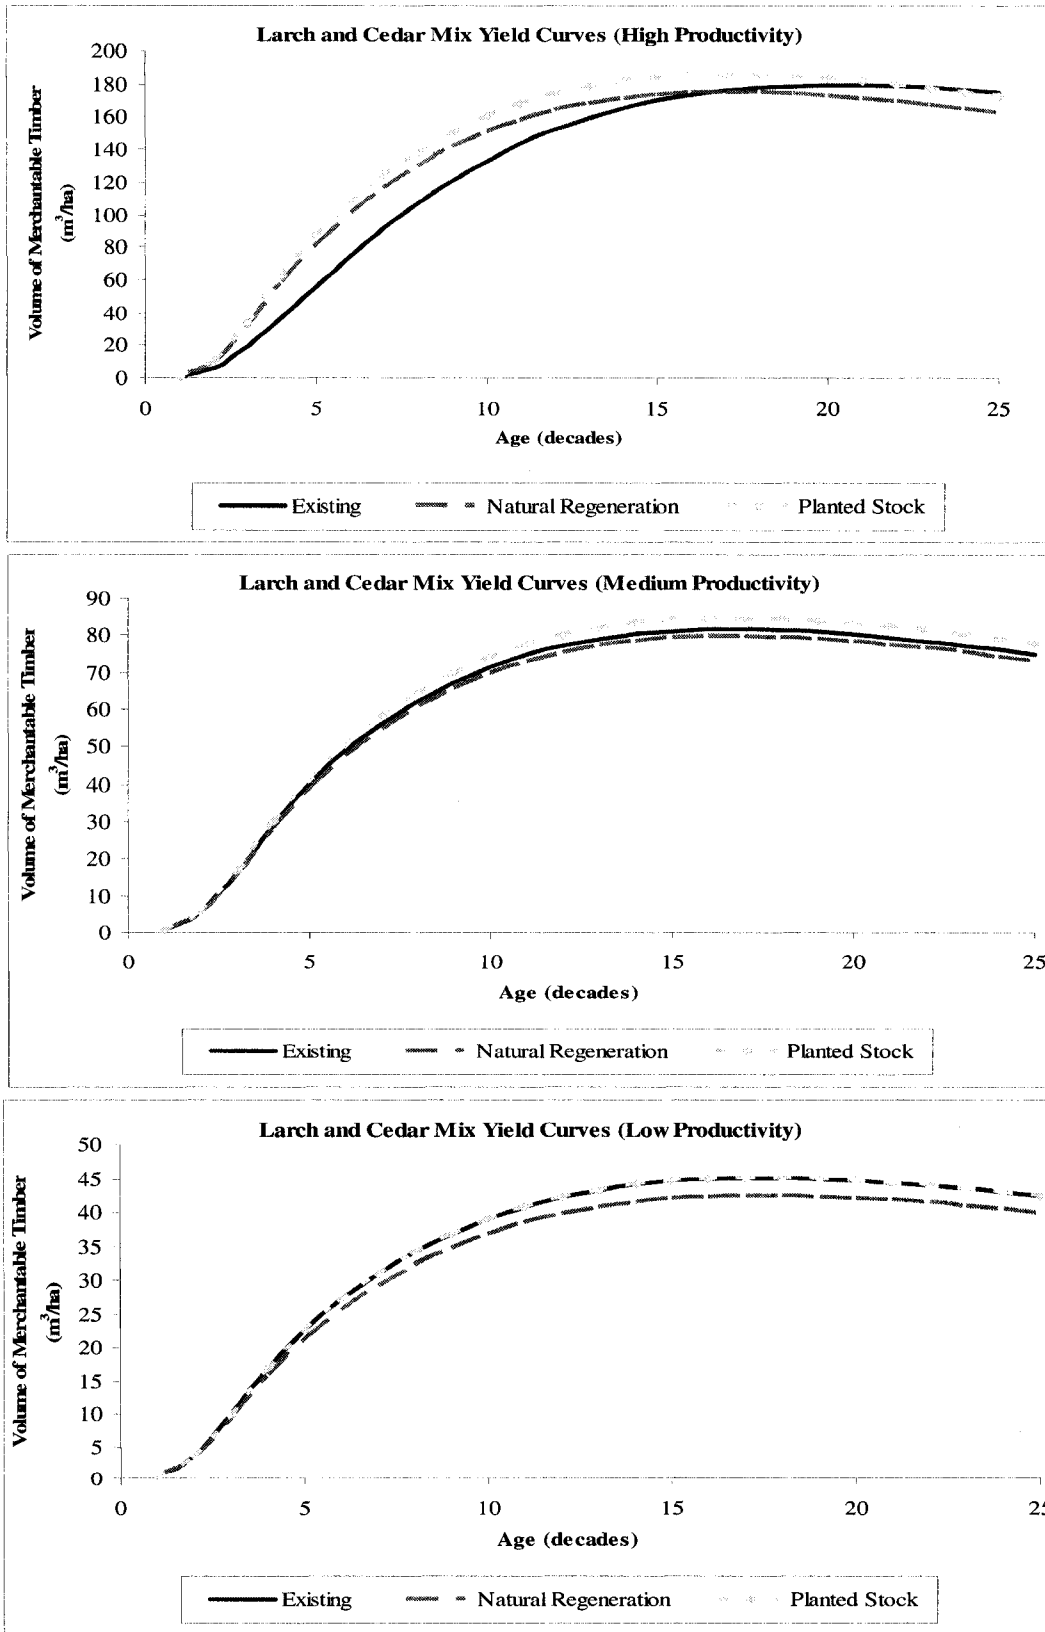 Larch and Cedar Mix Yield Curves (High Productivity)
Volume of Merchantable Timber
(m³/ha)
200
180
160
140
120
100
80
60
40
20
0
0 5 10 15 20 25
Age (decades)
Existing Natural Regeneration Planted Stock
Larch and Cedar Mix Yield Curves (Medium Productivity)
Volume of Merchantable Timber
(m³/ha)
90
80
70
60
50
40
30
20
10
0
0 5 10 15 20 25
Age (decades)
Existing Natural Regeneration Planted Stock
Larch and Cedar Mix Yield Curves (Low Productivity)
Volume of Merchantable Timber
(m³/ha)
50
45
40
35
30
25
20
15
10
5
0
0 5 10 15 20 25
Age (decades)
Existing Natural Regeneration Planted Stock